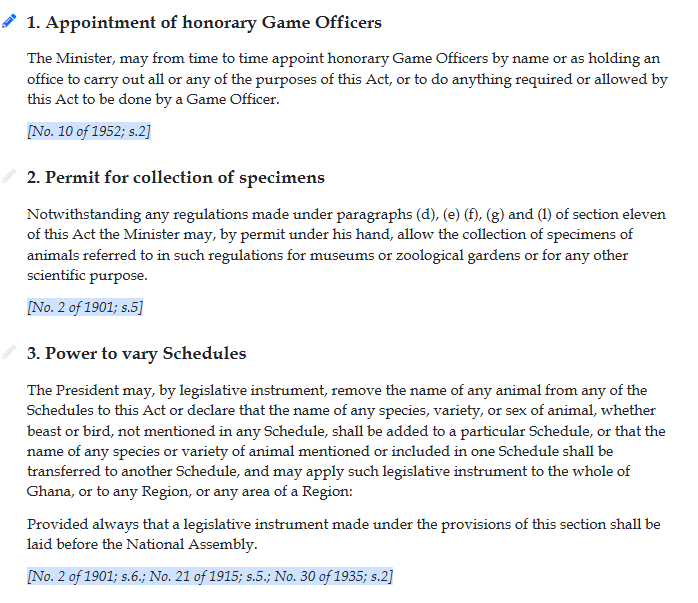 1. Appointment of honorary Game Officers
The Minister, may from time to time appoint honorary Game Officers by name or as holding an
office to carry out all or any of the purposes of this Act, or to do anything required or allowed by
this Act to be done by a Game Officer.
[No. 10 of 1952; s.2]
2. Permit for collection of specimens
Notwithstanding any regulations made under paragraphs (d), (e) (f), (g) and (l) of section eleven
of this Act the Minister may, by permit under his hand, allow the collection of specimens of
animals referred to in such regulations for museums or zoological gardens or for any other
scientific purpose.
[No. 2 of 1901; s.5]
3. Power to vary Schedules
The President may, by legislative instrument, remove the name of any animal from any of the
Schedules to this Act or declare that the name of any species, variety, or sex of animal, whether
beast or bird, not mentioned in any Schedule, shall be added to a particular Schedule, or that the
name of any species or variety of animal mentioned or included in one Schedule shall be
transferred to another Schedule, and may apply such legislative instrument to the whole of
Ghana, or to any Region, or any area of a Region:
Provided always that a legislative instrument made under the provisions of this section shall be
laid before the National Assembly.
[No. 2 of 1901; s.6.; No. 21 of 1915; s.5.; No. 30 of 1935; s.2]